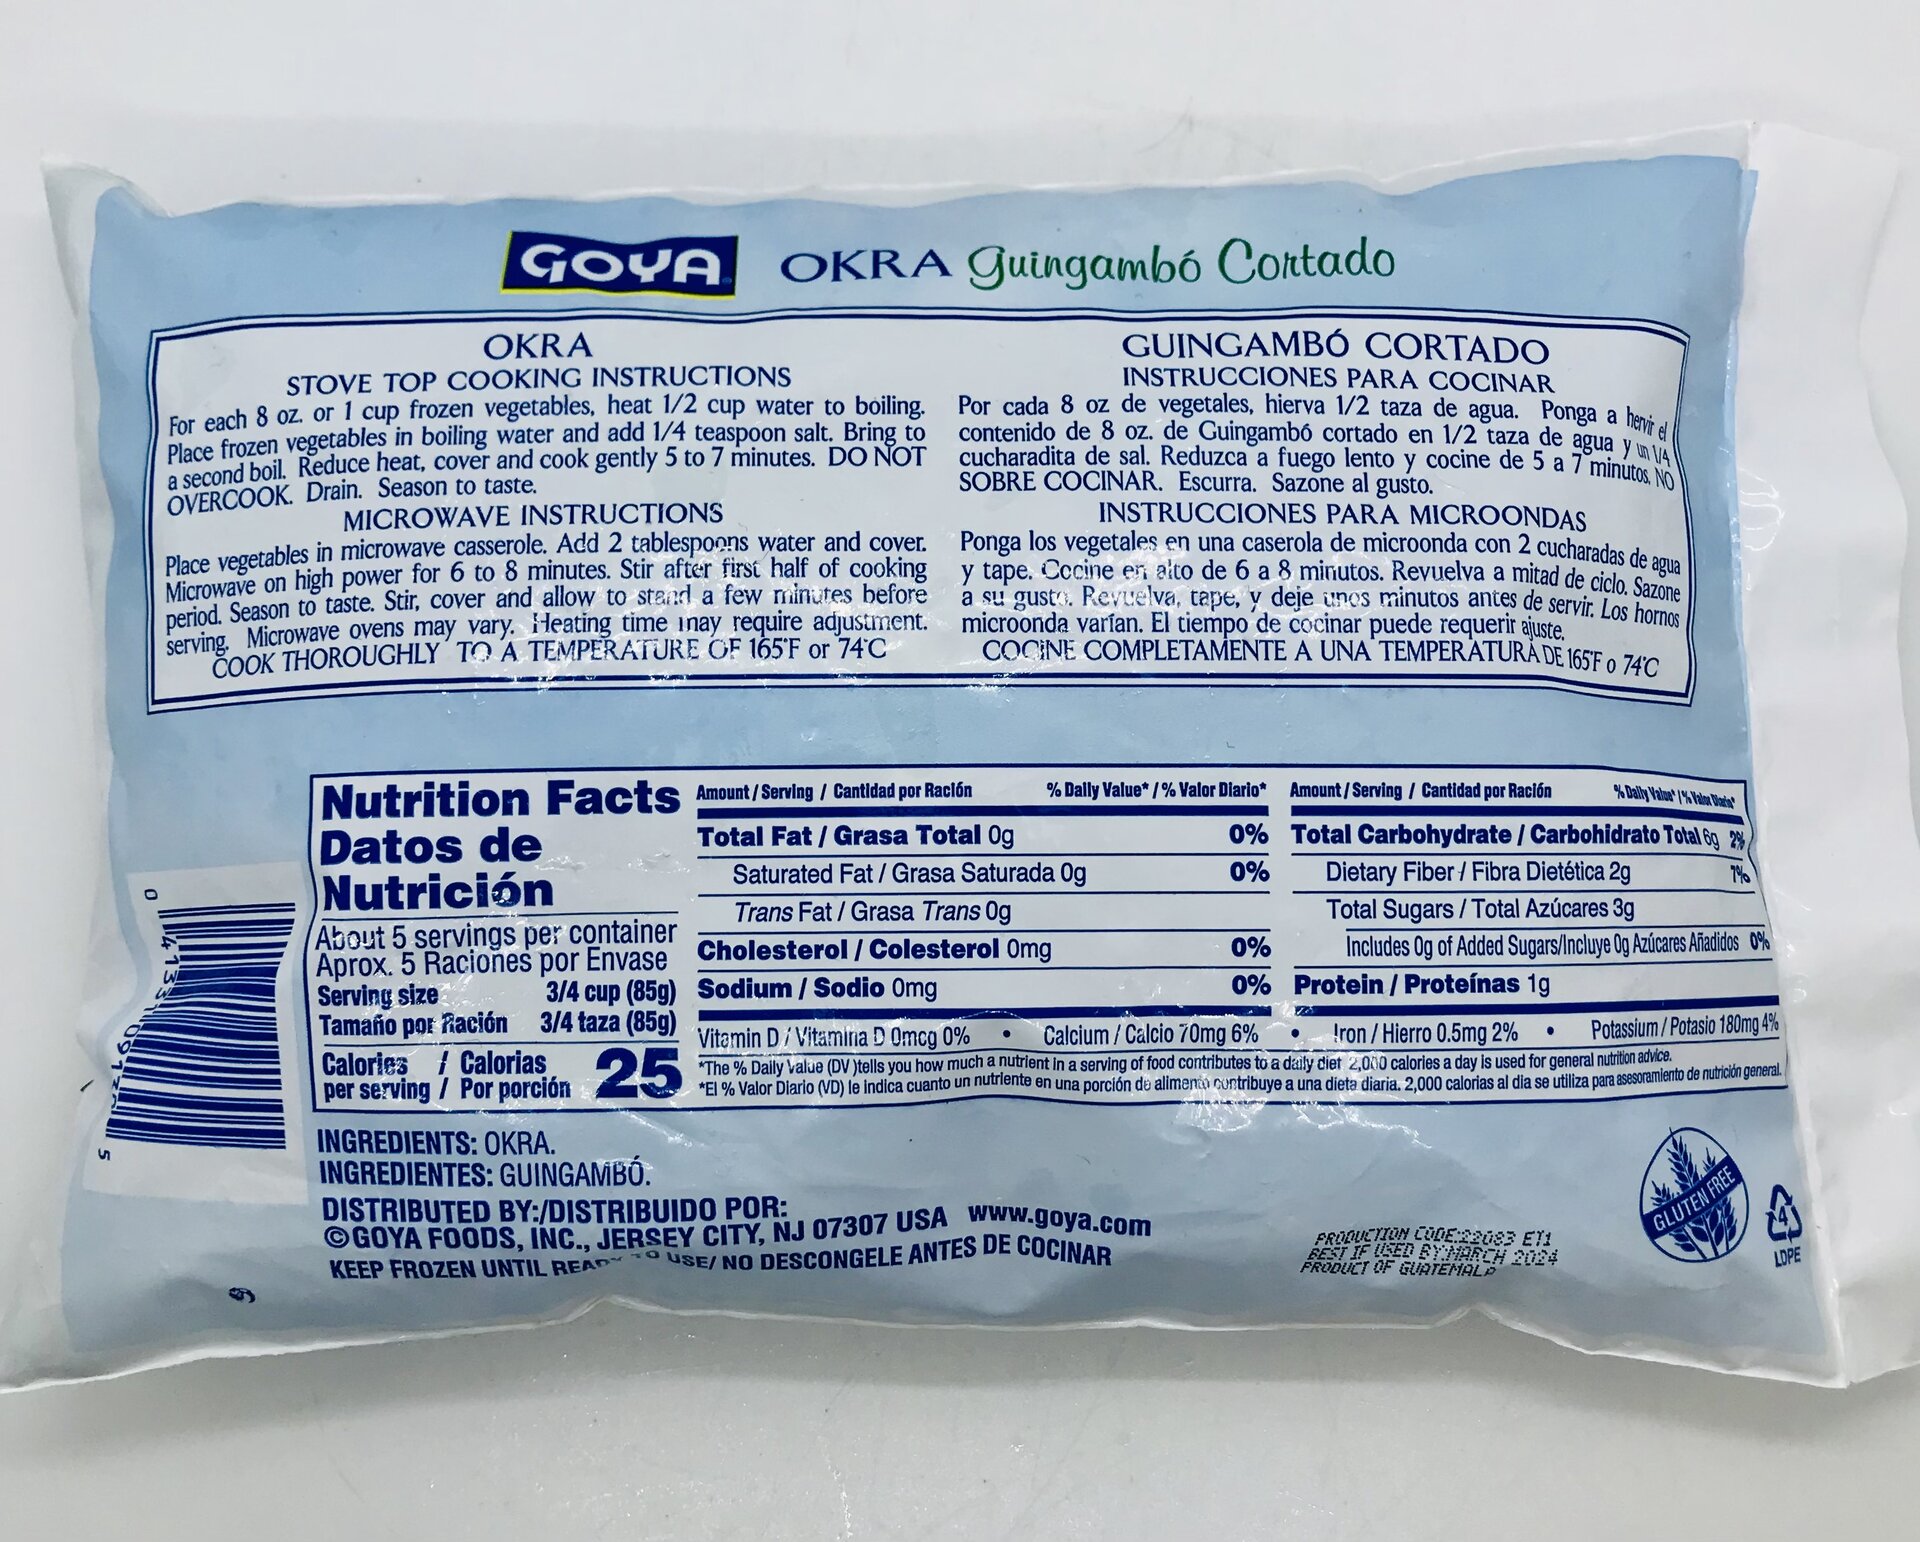 GOYA OKRA Guingambó Cortado
OKRA
STOVE TOP COOKING INSTRUCTIONS
For each 8 oz. or 1 cup frozen vegetables, heat 1/2 cup water to boiling.
Place frozen vegetables in boiling water and add 1/4 teaspoon salt. Bring to
a second boil. Reduce heat, cover and cook gently 5 to 7 minutes. DO NOT
OVERCOOK. Drain. Season to taste.
MICROWAVE INSTRUCTIONS
Place vegetables in microwave casserole. Add 2 tablespoons water and cover.
Microwave on high power for 6 to 8 minutes. Stir after first half of cooking
period. Season to taste. Stir, cover and allow to stand a few minutes before
serving. Microwave ovens may vary. Heating time may require adjustment.
COOK THOROUGHLY TO A TEMPERATURE OF 165°F or 74°C
GUINGAMBÓ CORTADO
INSTRUCCIONES PARA COCINAR
Por cada 8 oz de vegetales, hierva 1/2 taza de agua. Ponga a hervir el
contenido de 8 oz. de Guingambó cortado en 1/2 taza de agua y un 1/4
cucharadita de sal. Reduzca a fuego lento y cocine de 5 a 7 minutos. NO
SOBRE COCINAR. Escurra. Sazone al gusto.
INSTRUCCIONES PARA MICROONDAS
Ponga los vegetales en una caserola de microonda con 2 cucharadas de agua
y tape. Cocine en alto de 6 a 8 minutos. Revuelva a mitad de ciclo. Sazone
a su gusto. Revuelva, tape, y deje unos minutos antes de servir. Los hornos
microonda varían. El tiempo de cocinar puede requerir ajuste.
COCINE COMPLETAMENTE A UNA TEMPERATURA DE 165°F o 74°C
Nutrition Facts
Datos de
Nutrición
About 5 servings per container
Aprox. 5 Raciones por Envase
Serving size 3/4 cup (85g)
Tamaño por Ración 3/4 taza (85g)
Calories / Calorias
per serving / Por porción 25
Amount / Serving / Cantidad por Ración % Daily Value* / % Valor Diario*
Total Fat / Grasa Total 0g 0%
Saturated Fat / Grasa Saturada 0g 0%
Trans Fat / Grasa Trans 0g
Cholesterol / Colesterol 0mg 0%
Sodium / Sodio 0mg 0%
Amount / Serving / Cantidad por Ración % Daily Value* / % Valor Diario*
Total Carbohydrate / Carbohidrato Total 6g 2%
Dietary Fiber / Fibra Dietética 2g 7%
Total Sugars / Total Azúcares 3g
Includes 0g of Added Sugars/Incluye 0g Azúcares Añadidos 0%
Protein / Proteínas 1g
Vitamin D / Vitamina D 0mcg 0% • Calcium / Calcio 70mg 6% • Iron / Hierro 0.5mg 2% • Potassium / Potasio 180mg 4%
*The % Daily Value (DV )tells you how much a nutrient in a serving of food contributes to a daily diet 2,000 calories a day is used for general nutrition advice.
*El % Valor Diario (VD) le indica cuanto un nutriente en una porción de alimento contribuye a una dieta diaria. 2,000 calorias al dia se utiliza para asesoramiento de nutrición general.
0
5
INGREDIENTS: OKRA.
INGREDIENTES: GUINGAMBÓ.
DISTRIBUTED BY:/DISTRIBUIDO POR:
©GOYA FOODS, INC., JERSEY CITY, NJ 07307 USA www.goya.com
KEEP FROZEN UNTIL READY TO USE/ NO DESCONGELE ANTES DE COCINAR
PRODUCTION CODE:22083 ET1
BEST IF USED BY:MARCH 2024
PRODUCT OF GUATEMALA
GLUTEN FREE
4
LDPE